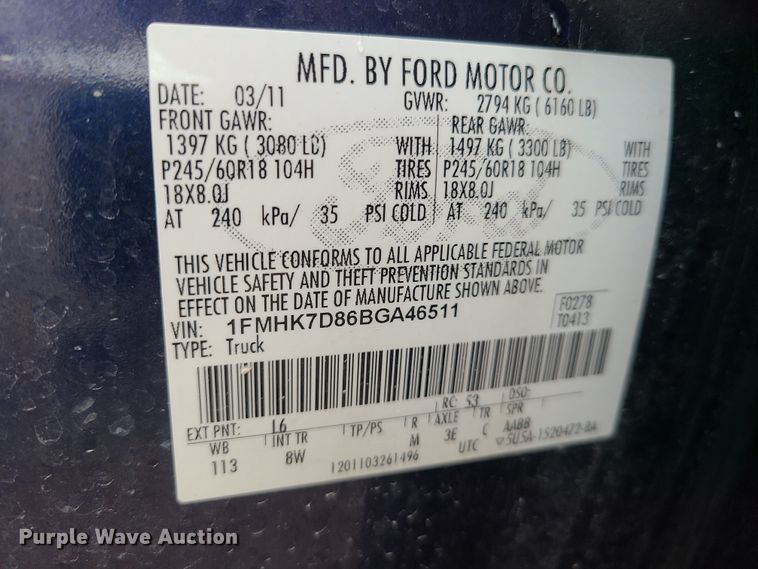 MFD. BY FORD MOTOR CO.
DATE: 03/11 GVWR: 2794 KG ( 6160 LB)
FRONT GAWR: REAR GAWR:
1397 KG ( 3080 LB) WITH 1497 KG ( 3300 LB) WITH
P245/60R18 104H TIRES P245/60R18 104H TIRES
18X8.0J RIMS 18X8.0J RIMS
AT 240 kPa/ 35 PSI COLD AT 240 kPa/ 35 PSI COLD
THIS VEHICLE CONFORMS TO ALL APPLICABLE FEDERAL MOTOR
VEHICLE SAFETY AND THEFT PREVENTION STANDARDS IN
EFFECT ON THE DATE OF MANUFACTURE SHOWN ABOVE.
VIN: 1FMHK7D86BGA46511 F0278
TYPE: Truck T0413
EXT PNT: L6 RC: 53 DSO:
WB INT TR TP/PS R AXLE TR SPR
113 8W M 3E C AABB
1201103261496 UTC 5USA-1520472-BA
Purple Wave Auction